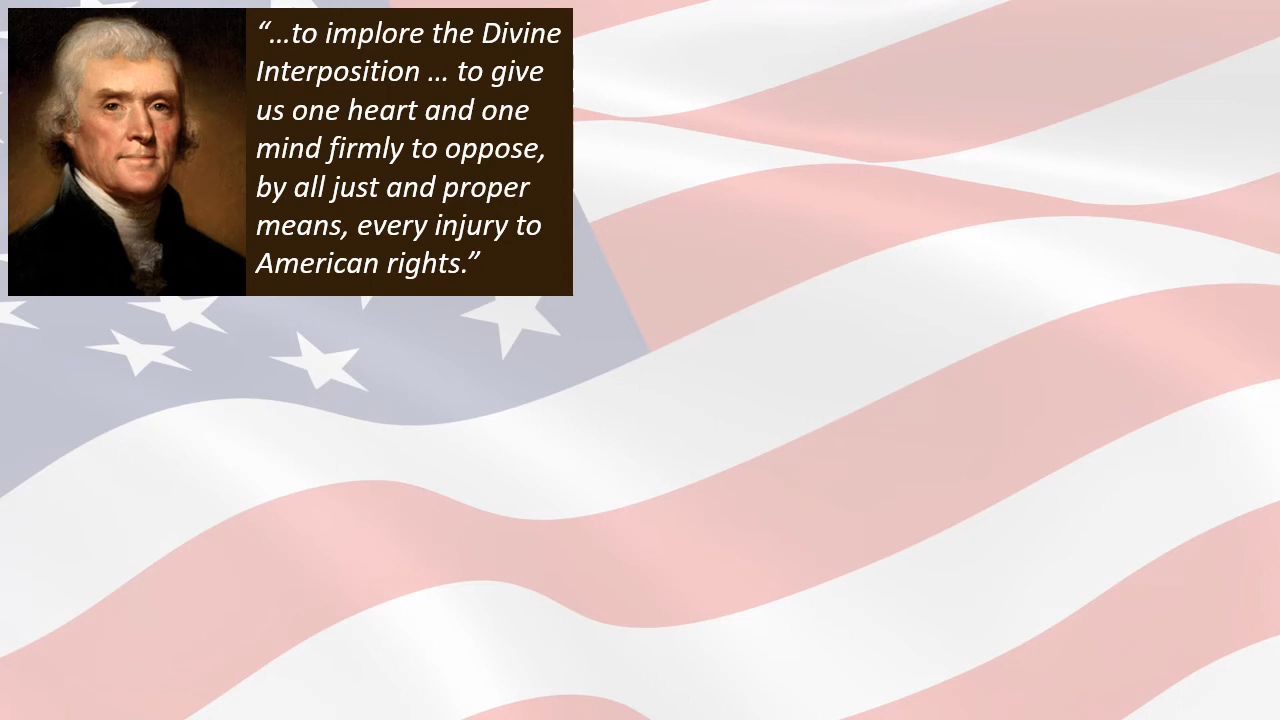 “…to implore the Divine
Interposition … to give
us one heart and one
mind firmly to oppose,
by all just and proper
means, every injury to
American rights.”